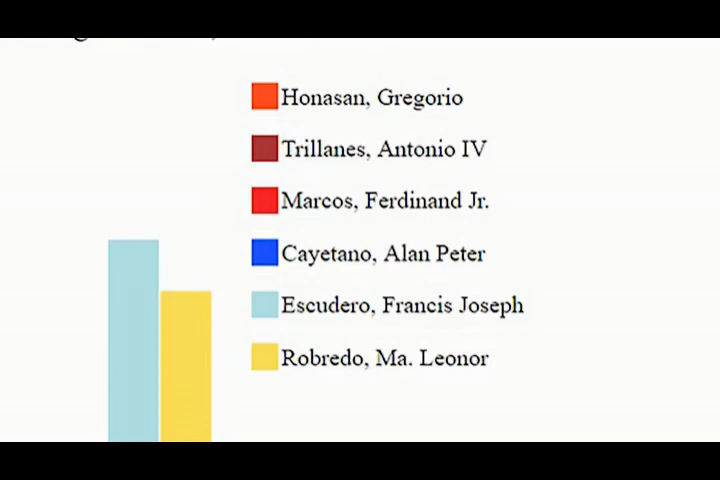 Honasan, Gregorio
Trillanes, Antonio IV
Marcos, Ferdinand Jr.
Cayetano, Alan Peter
Escudero, Francis Joseph
Robredo, Ma. Leonor